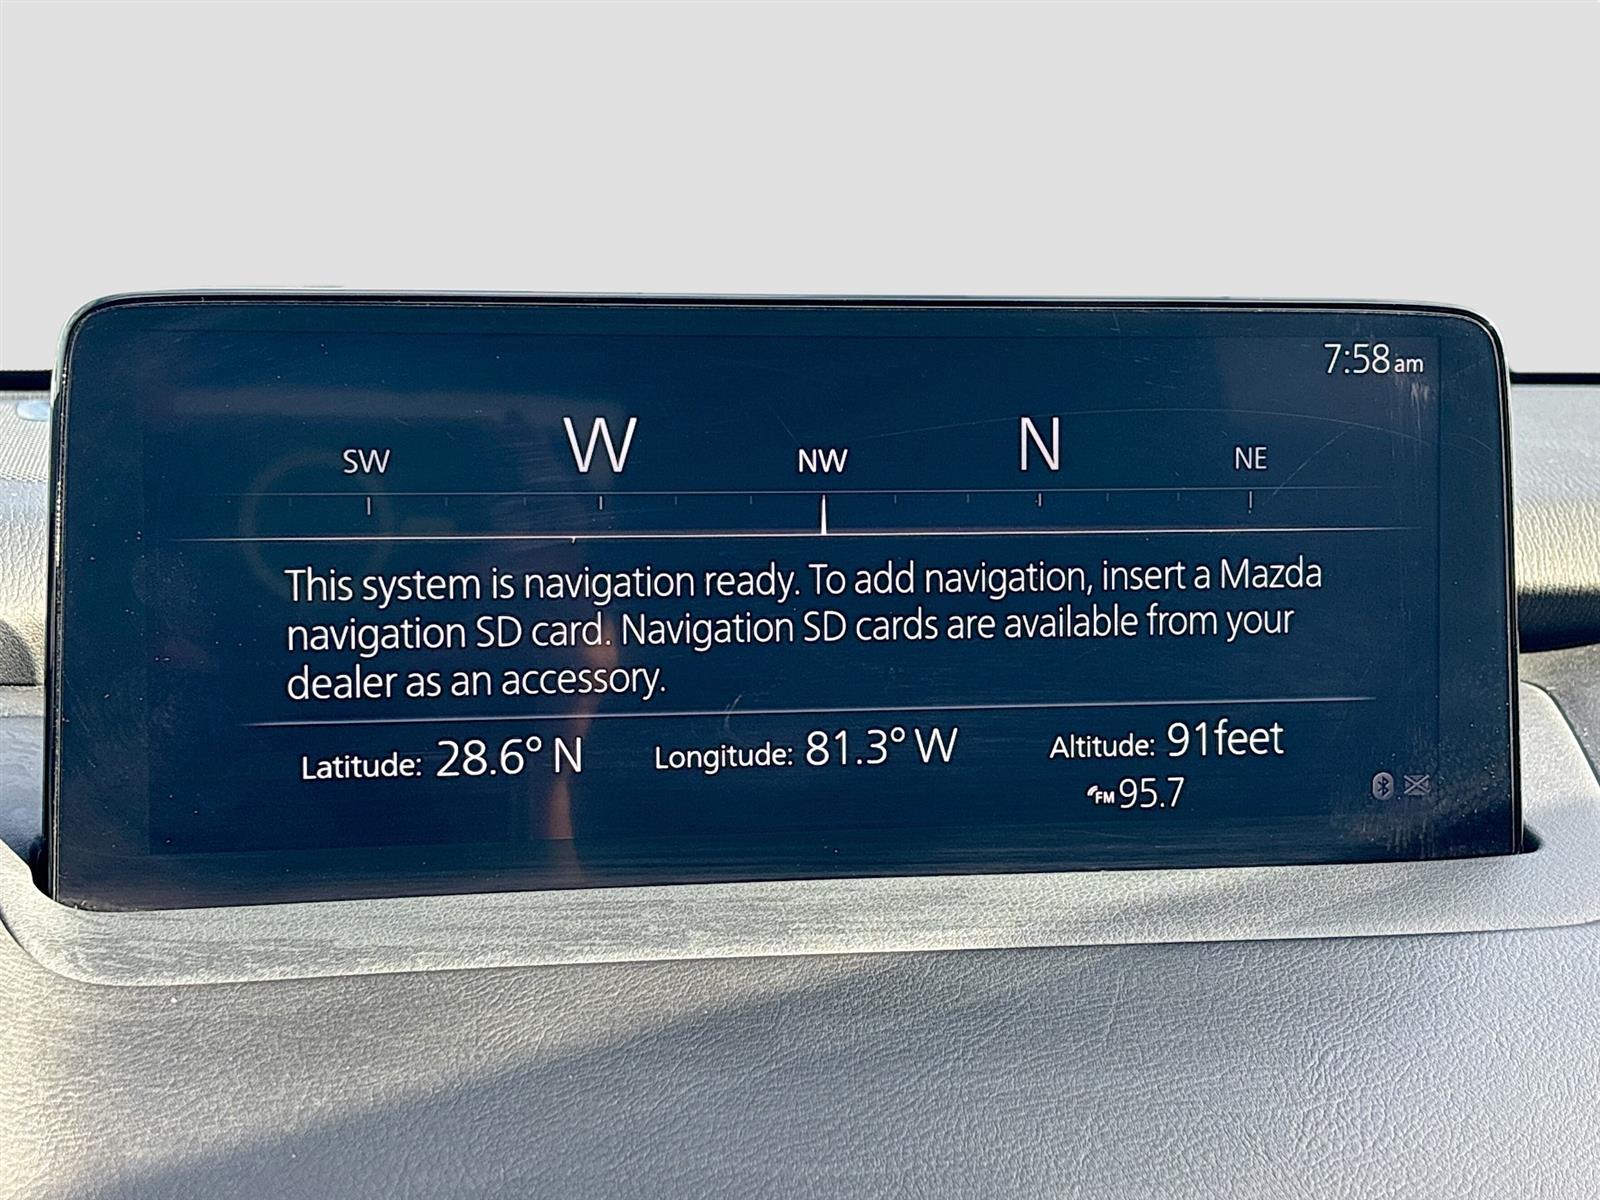 7:58am
SW W NW N NE
This system is navigation ready. To add navigation, insert a Mazda
navigation SD card. Navigation SD cards are available from your
dealer as an accessory.
Latitude: 28.6° N Longitude: 81.3° W Altitude: 91feet
FM 95.7